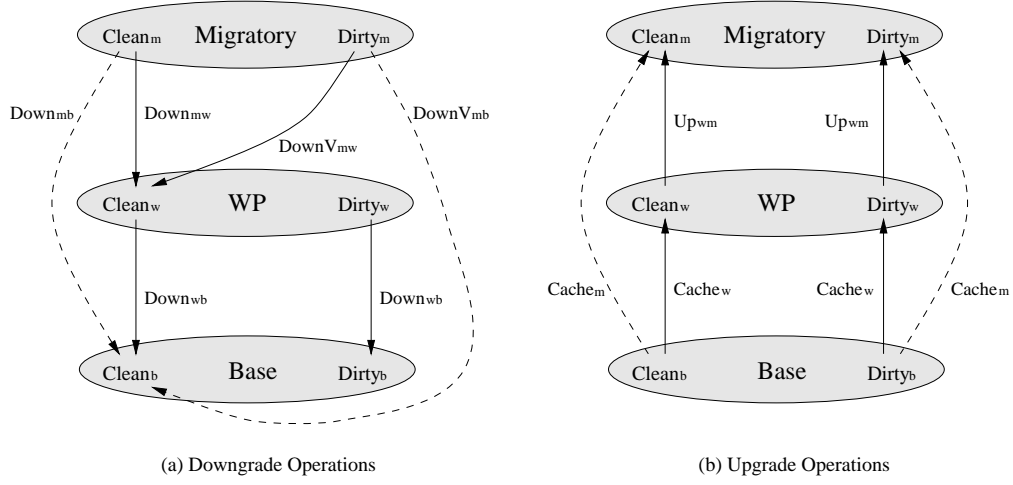 Cleanm Migratory Dirtym
Downmb Downmw DownVmb
DownVmw
Cleanw WP Dirtyw
Downwb Downwb
Cleanb Base Dirtyb
(a) Downgrade Operations
Cleanm Migratory Dirtym
Upwm Upwm
Cleanw WP Dirtyw
Cachem Cachew Cachew Cachem
Cleanb Base Dirtyb
(b) Upgrade Operations